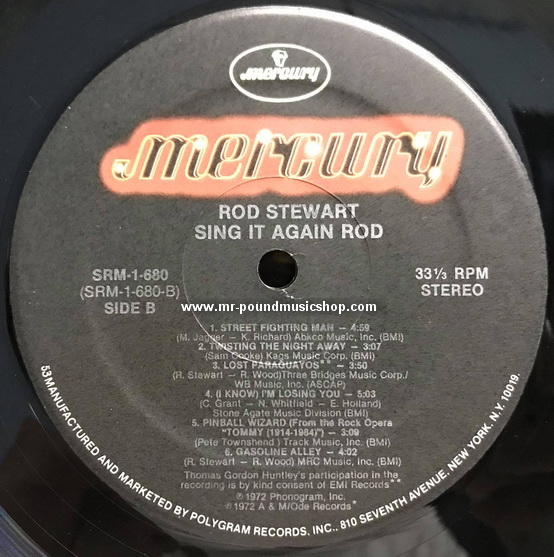 mercury
mercury
ROD STEWART
SING IT AGAIN ROD
SRM-1-680
(SRM-1-680-B)
SIDE B
33⅓ RPM
STEREO
www.mr-poundmusicshop.com
1. STREET FIGHTING MAN — 4:59
(M. Jagger – K. Richard) Abkco Music, Inc. (BMI)
2. TWISTING THE NIGHT AWAY — 3:07
(Sam Cooke) Kags Music Corp. (BMI)
3. LOST PARAGUAYOS** — 3:50
(R. Stewart – R. Wood)Three Bridges Music Corp./
WB Music, Inc. (ASCAP)
4. (I KNOW) I'M LOSING YOU — 5:03
(C. Grant – N. Whitfield – E. Holland)
Stone Agate Music Division (BMI)
5. PINBALL WIZARD (From the Rock Opera
"TOMMY (1914-1984)") — 3:09
(Pete Townshend) Track Music, Inc. (BMI)
6. GASOLINE ALLEY — 4:02
(R. Stewart – R. Wood) MRC Music, Inc. (BMI)
Thomas Gordon Huntley's participation in the
recording is by kind consent of EMI Records**
℗ 1972 Phonogram, Inc.
℗ 1972 A & M/Ode Records*
53 MANUFACTURED AND MARKETED BY POLYGRAM RECORDS, INC., 810 SEVENTH AVENUE, NEW YORK, N.Y. 10019.